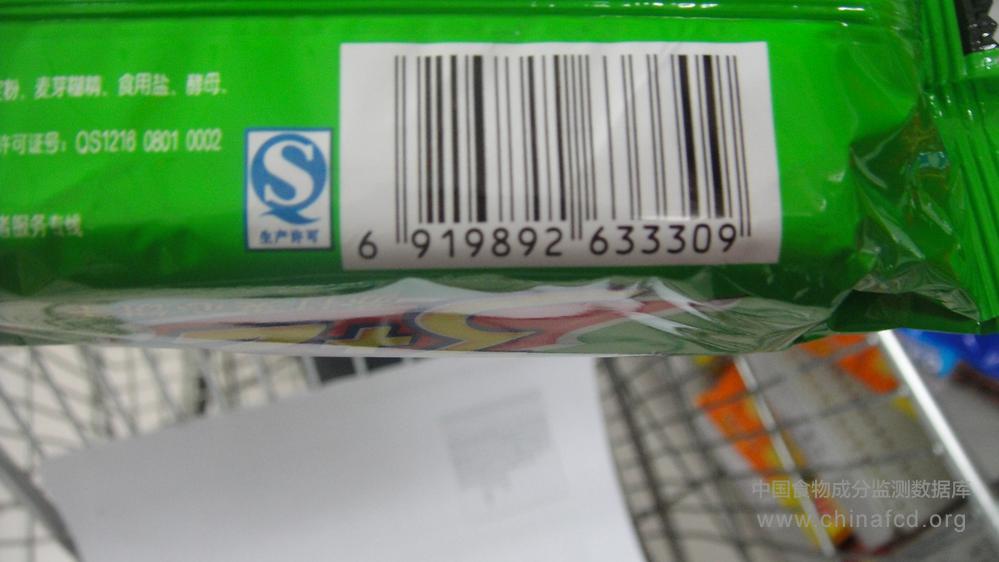 粉、麦芽糊精、食用盐、酵母、
许可证号：QS1216 0801 0002
生产许可
者服务专线
6 919892 633309
中国食物成分监测数据库
www.chinafcd.org